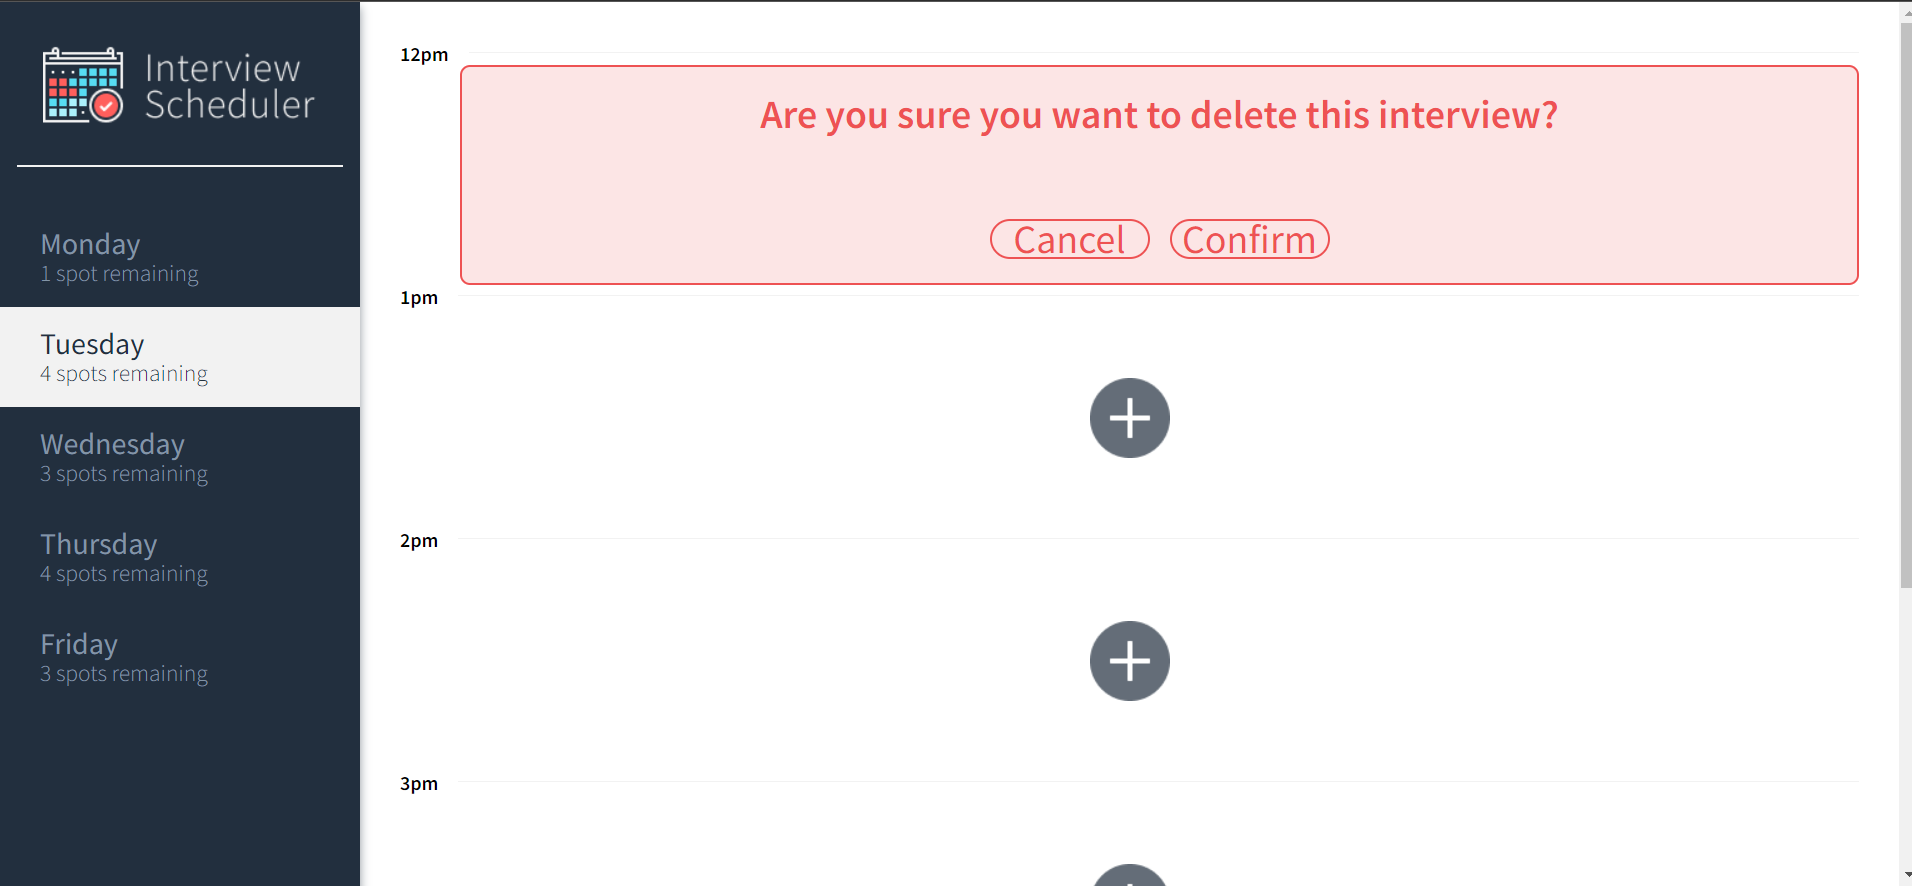 Interview
Scheduler
Monday
1 spot remaining
Tuesday
4 spots remaining
Wednesday
3 spots remaining
Thursday
4 spots remaining
Friday
3 spots remaining
12pm
Are you sure you want to delete this interview?
Cancel Confirm
1pm
2pm
3pm